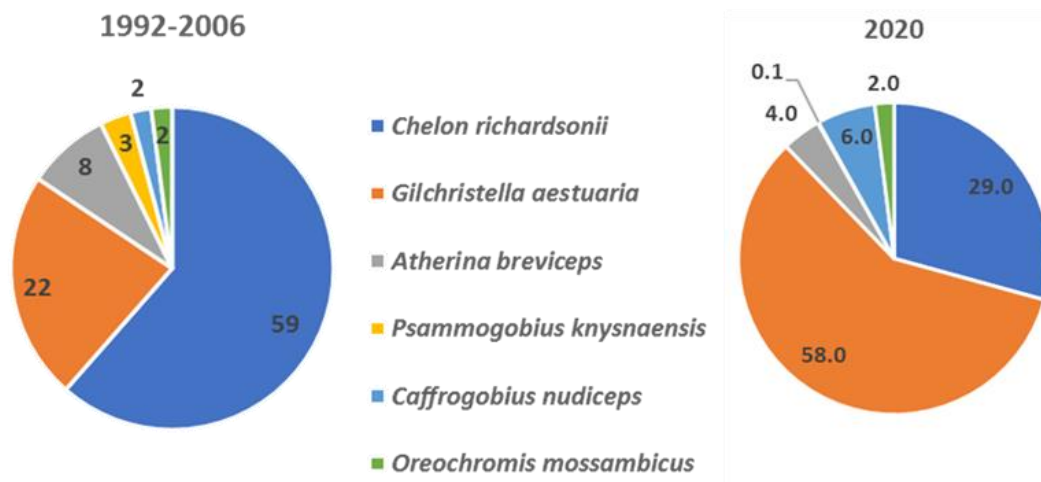 1992-2006
2
2
3
8
22
59
Chelon richardsonii
Gilchristella aestuaria
Atherina breviceps
Psammogobius knysnaensis
Caffrogobius nudiceps
Oreochromis mossambicus
2020
0.1
2.0
4.0
6.0
29.0
58.0